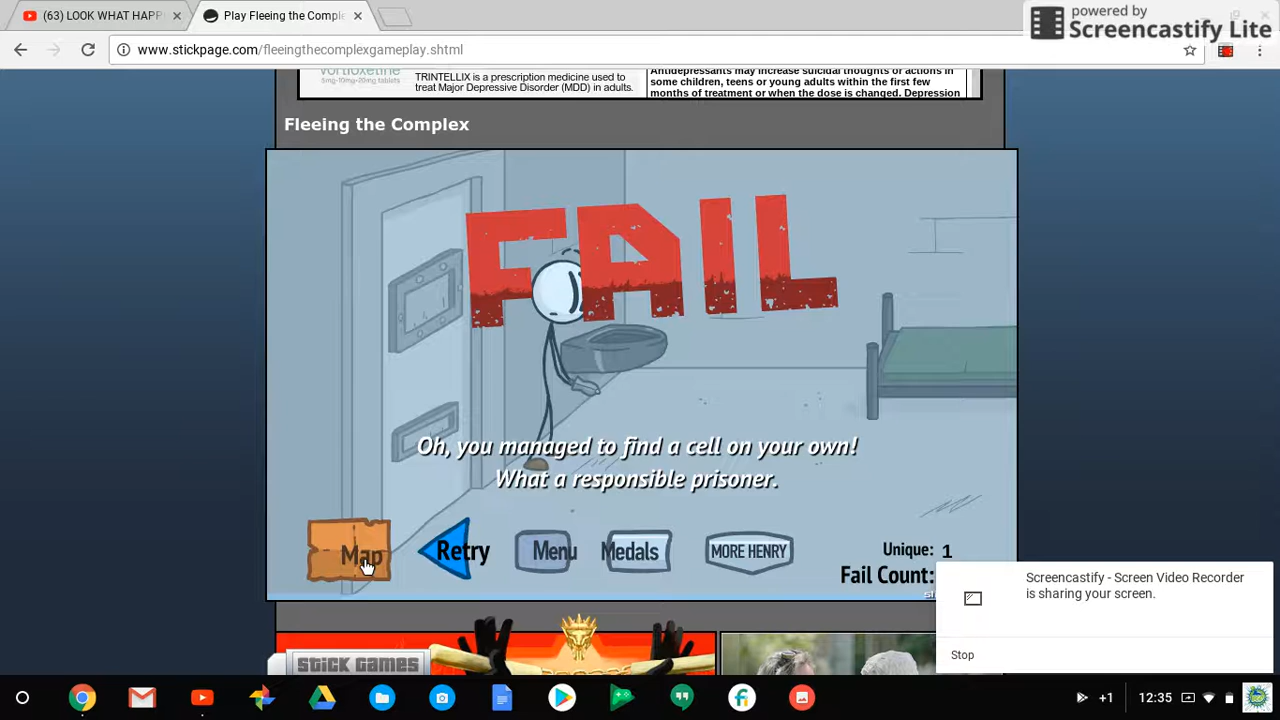 (63) LOOK WHAT HAPP
Play Fleeing the Comple
powered by
Screencastify Lite
www.stickpage.com/fleeingthecomplexgameplay.shtml
vortioxetine
5mg•10mg•20mg tablets
TRINTELLIX is a prescription medicine used to
treat Major Depressive Disorder (MDD) in adults.
Antidepressants may increase suicidal thoughts or actions in
some children, teens or young adults within the first few
months of treatment or when the dose is changed. Depression
Fleeing the Complex
FAIL
Oh, you managed to find a cell on your own!
What a responsible prisoner.
Map
Retry
Menu
Medals
MORE HENRY
Unique: 1
Fail Count:
Screencastify - Screen Video Recorder
is sharing your screen.
Stop
STICK GAMES
+1
12:35